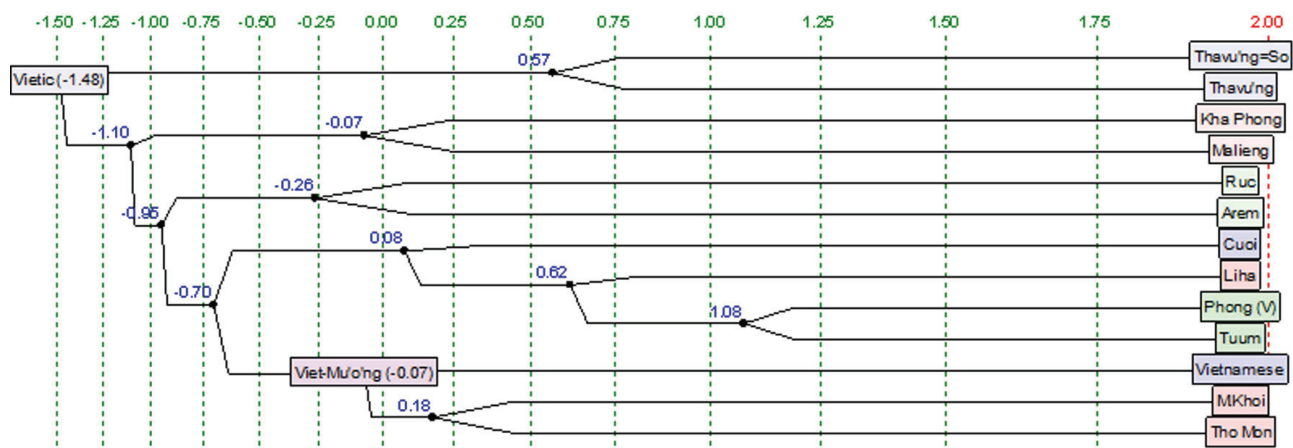 -1.50 -1.25 -1.00 -0.75 -0.50 -0.25 0.00 0.25 0.50 0.75 1.00 1.25 1.50 1.75 2.00
0.57 Thavu'ng=So
Vietic (-1.48)
Thavu'ng
-1.10 -0.07 Kha Phong
Malieng
-0.26 Ruc
-0.95 Arem
0.08 Cuoi
0.62 Liha
-0.70 1.08 Phong (V)
Tuum
Viet-Mu'o'ng (-0.07) Vietnamese
0.18 MKhoi
Tho Mon